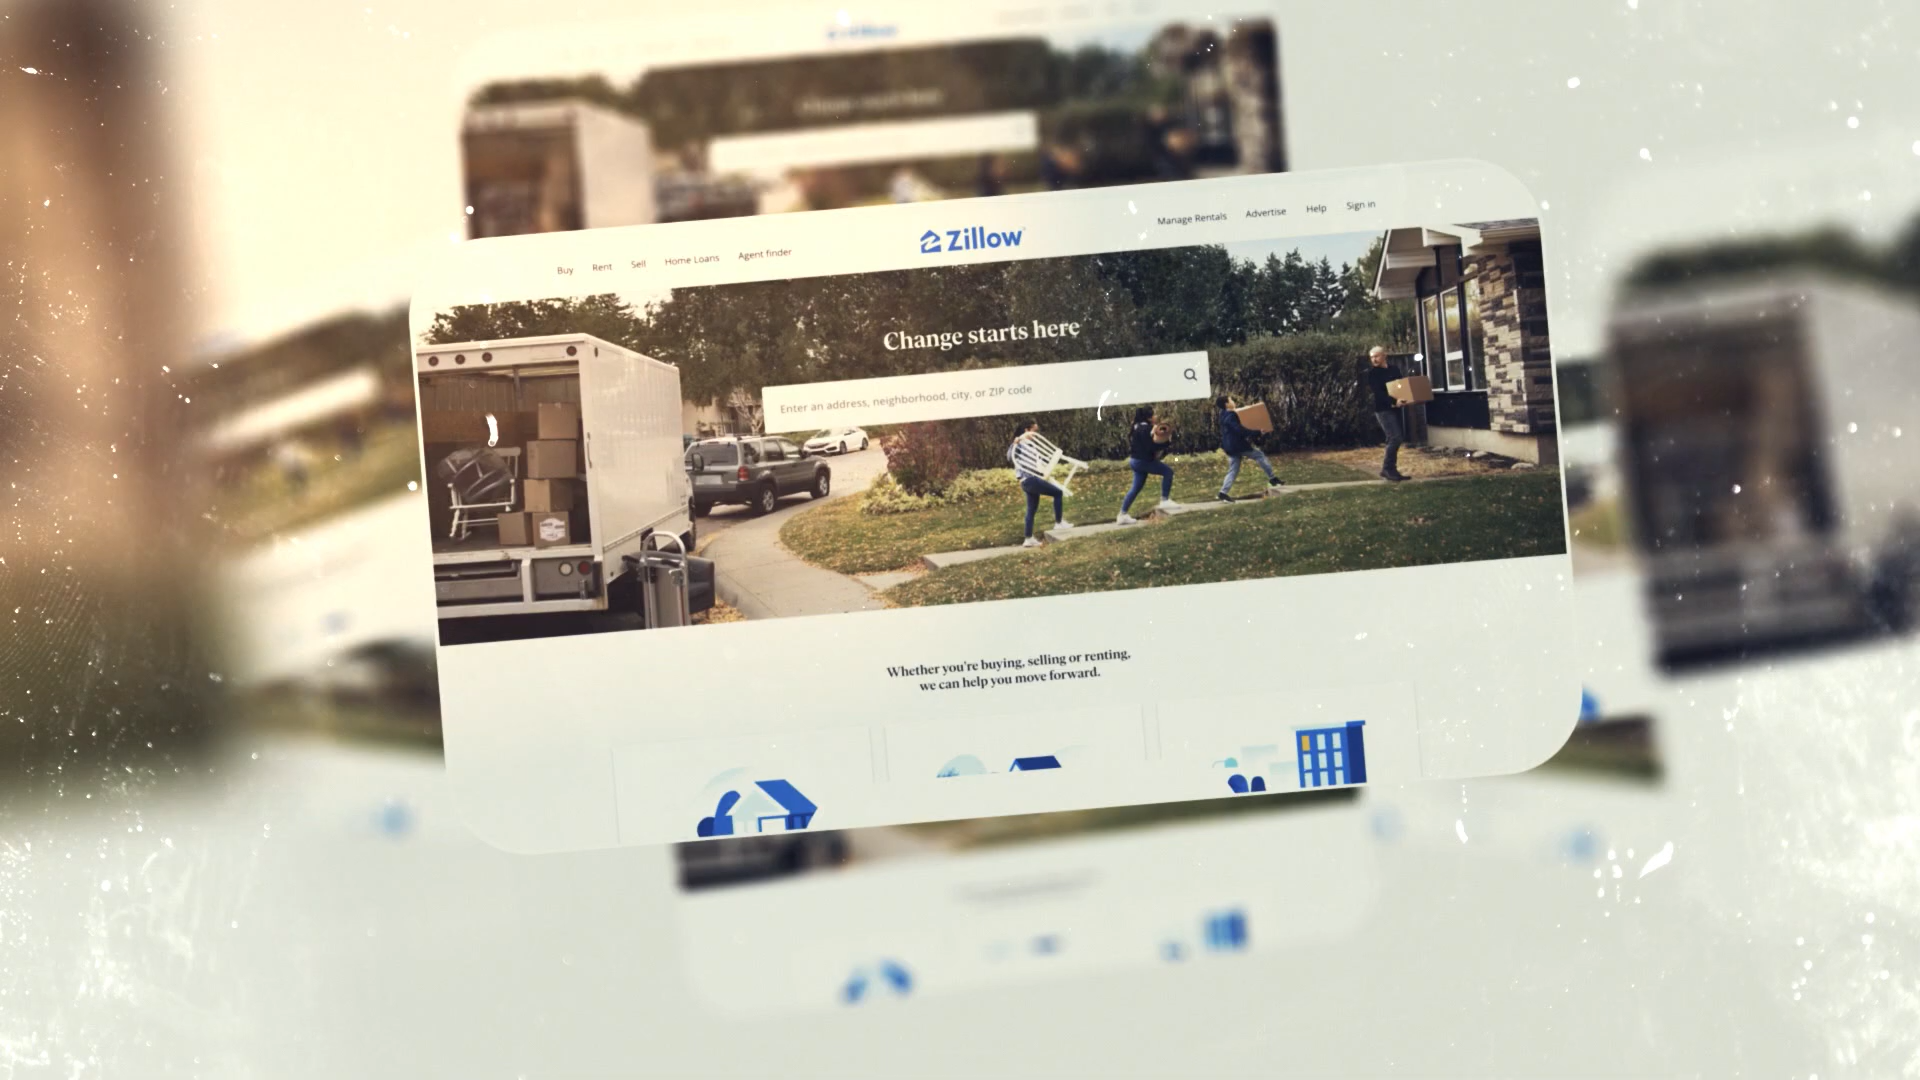 Buy Rent Sell Home Loans Agent finder
Zillow
Manage Rentals Advertise Help Sign in
Change starts here
Enter an address, neighborhood, city, or ZIP code
Whether you're buying, selling or renting,
we can help you move forward.